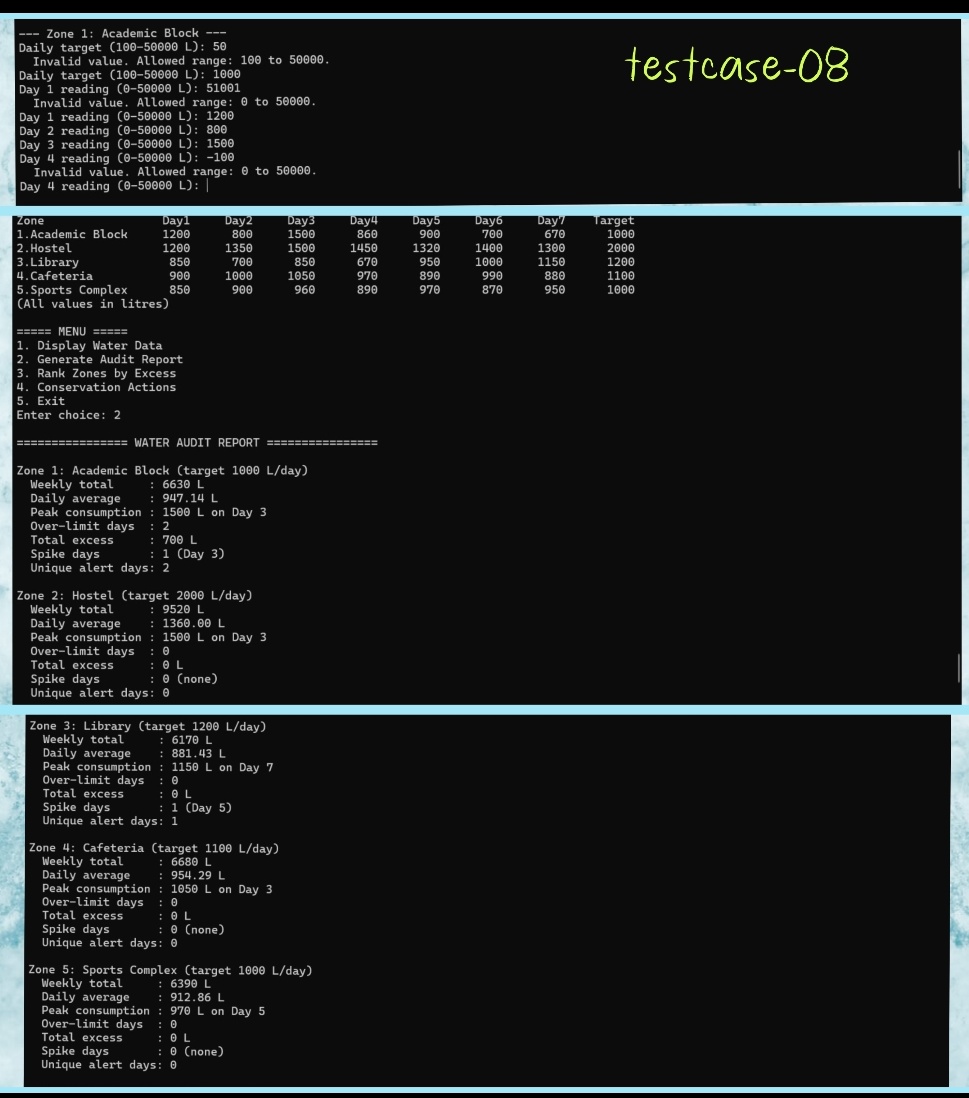 --- Zone 1: Academic Block ---
Daily target (100-50000 L): 50
  Invalid value. Allowed range: 100 to 50000.
Daily target (100-50000 L): 1000
Day 1 reading (0-50000 L): 51001
  Invalid value. Allowed range: 0 to 50000.
Day 1 reading (0-50000 L): 1200
Day 2 reading (0-50000 L): 800
Day 3 reading (0-50000 L): 1500
Day 4 reading (0-50000 L): -100
  Invalid value. Allowed range: 0 to 50000.
Day 4 reading (0-50000 L):
testcase-08
Zone Day1 Day2 Day3 Day4 Day5 Day6 Day7 Target
1.Academic Block 1200 800 1500 860 900 700 670 1000
2.Hostel 1200 1350 1500 1450 1320 1400 1300 2000
3.Library 850 700 850 670 950 1000 1150 1200
4.Cafeteria 900 1000 1050 970 890 990 880 1100
5.Sports Complex 850 900 960 890 970 870 950 1000
(All values in litres)
===== MENU =====
1. Display Water Data
2. Generate Audit Report
3. Rank Zones by Excess
4. Conservation Actions
5. Exit
Enter choice: 2
================ WATER AUDIT REPORT ================
Zone 1: Academic Block (target 1000 L/day)
  Weekly total     : 6630 L
  Daily average    : 947.14 L
  Peak consumption : 1500 L on Day 3
  Over-limit days  : 2
  Total excess     : 700 L
  Spike days       : 1 (Day 3)
  Unique alert days: 2
Zone 2: Hostel (target 2000 L/day)
  Weekly total     : 9520 L
  Daily average    : 1360.00 L
  Peak consumption : 1500 L on Day 3
  Over-limit days  : 0
  Total excess     : 0 L
  Spike days       : 0 (none)
  Unique alert days: 0
Zone 3: Library (target 1200 L/day)
  Weekly total     : 6170 L
  Daily average    : 881.43 L
  Peak consumption : 1150 L on Day 7
  Over-limit days  : 0
  Total excess     : 0 L
  Spike days       : 1 (Day 5)
  Unique alert days: 1
Zone 4: Cafeteria (target 1100 L/day)
  Weekly total     : 6680 L
  Daily average    : 954.29 L
  Peak consumption : 1050 L on Day 3
  Over-limit days  : 0
  Total excess     : 0 L
  Spike days       : 0 (none)
  Unique alert days: 0
Zone 5: Sports Complex (target 1000 L/day)
  Weekly total     : 6390 L
  Daily average    : 912.86 L
  Peak consumption : 970 L on Day 5
  Over-limit days  : 0
  Total excess     : 0 L
  Spike days       : 0 (none)
  Unique alert days: 0